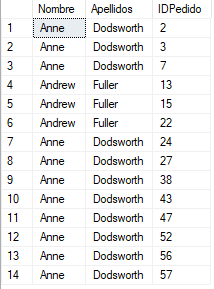 Nombre Apellidos IDPedido
1 Anne Dodsworth 2
2 Anne Dodsworth 3
3 Anne Dodsworth 7
4 Andrew Fuller 13
5 Andrew Fuller 15
6 Andrew Fuller 22
7 Anne Dodsworth 24
8 Anne Dodsworth 27
9 Anne Dodsworth 38
10 Anne Dodsworth 43
11 Anne Dodsworth 47
12 Anne Dodsworth 52
13 Anne Dodsworth 56
14 Anne Dodsworth 57